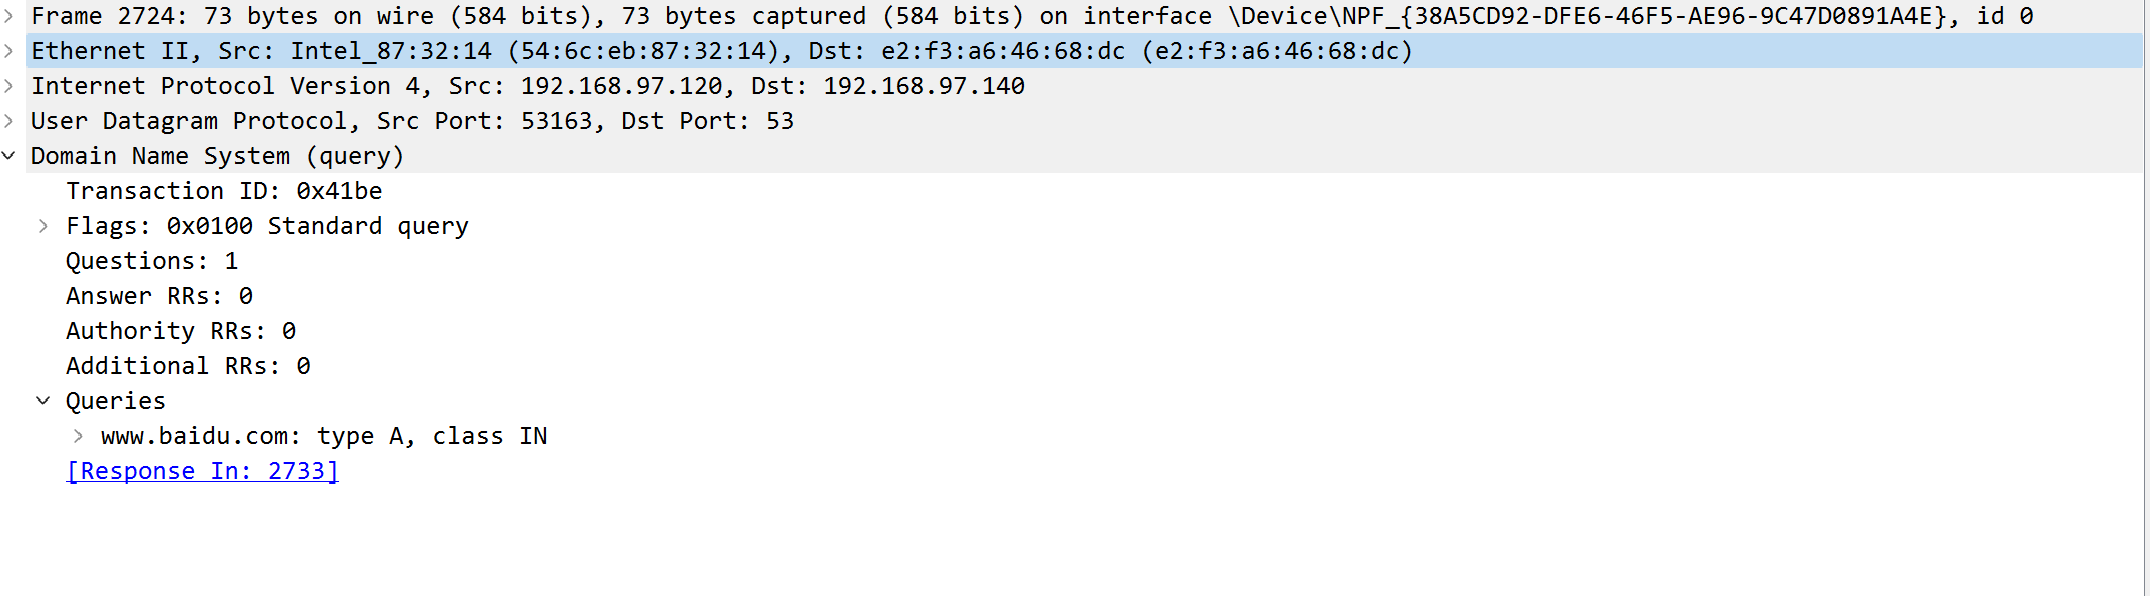 Frame 2724: 73 bytes on wire (584 bits), 73 bytes captured (584 bits) on interface \Device\NPF_{38A5CD92-DFE6-46F5-AE96-9C47D0891A4E}, id 0
Ethernet II, Src: Intel_87:32:14 (54:6c:eb:87:32:14), Dst: e2:f3:a6:46:68:dc (e2:f3:a6:46:68:dc)
Internet Protocol Version 4, Src: 192.168.97.120, Dst: 192.168.97.140
User Datagram Protocol, Src Port: 53163, Dst Port: 53
Domain Name System (query)
Transaction ID: 0x41be
Flags: 0x0100 Standard query
Questions: 1
Answer RRs: 0
Authority RRs: 0
Additional RRs: 0
Queries
www.baidu.com: type A, class IN
[Response In: 2733]